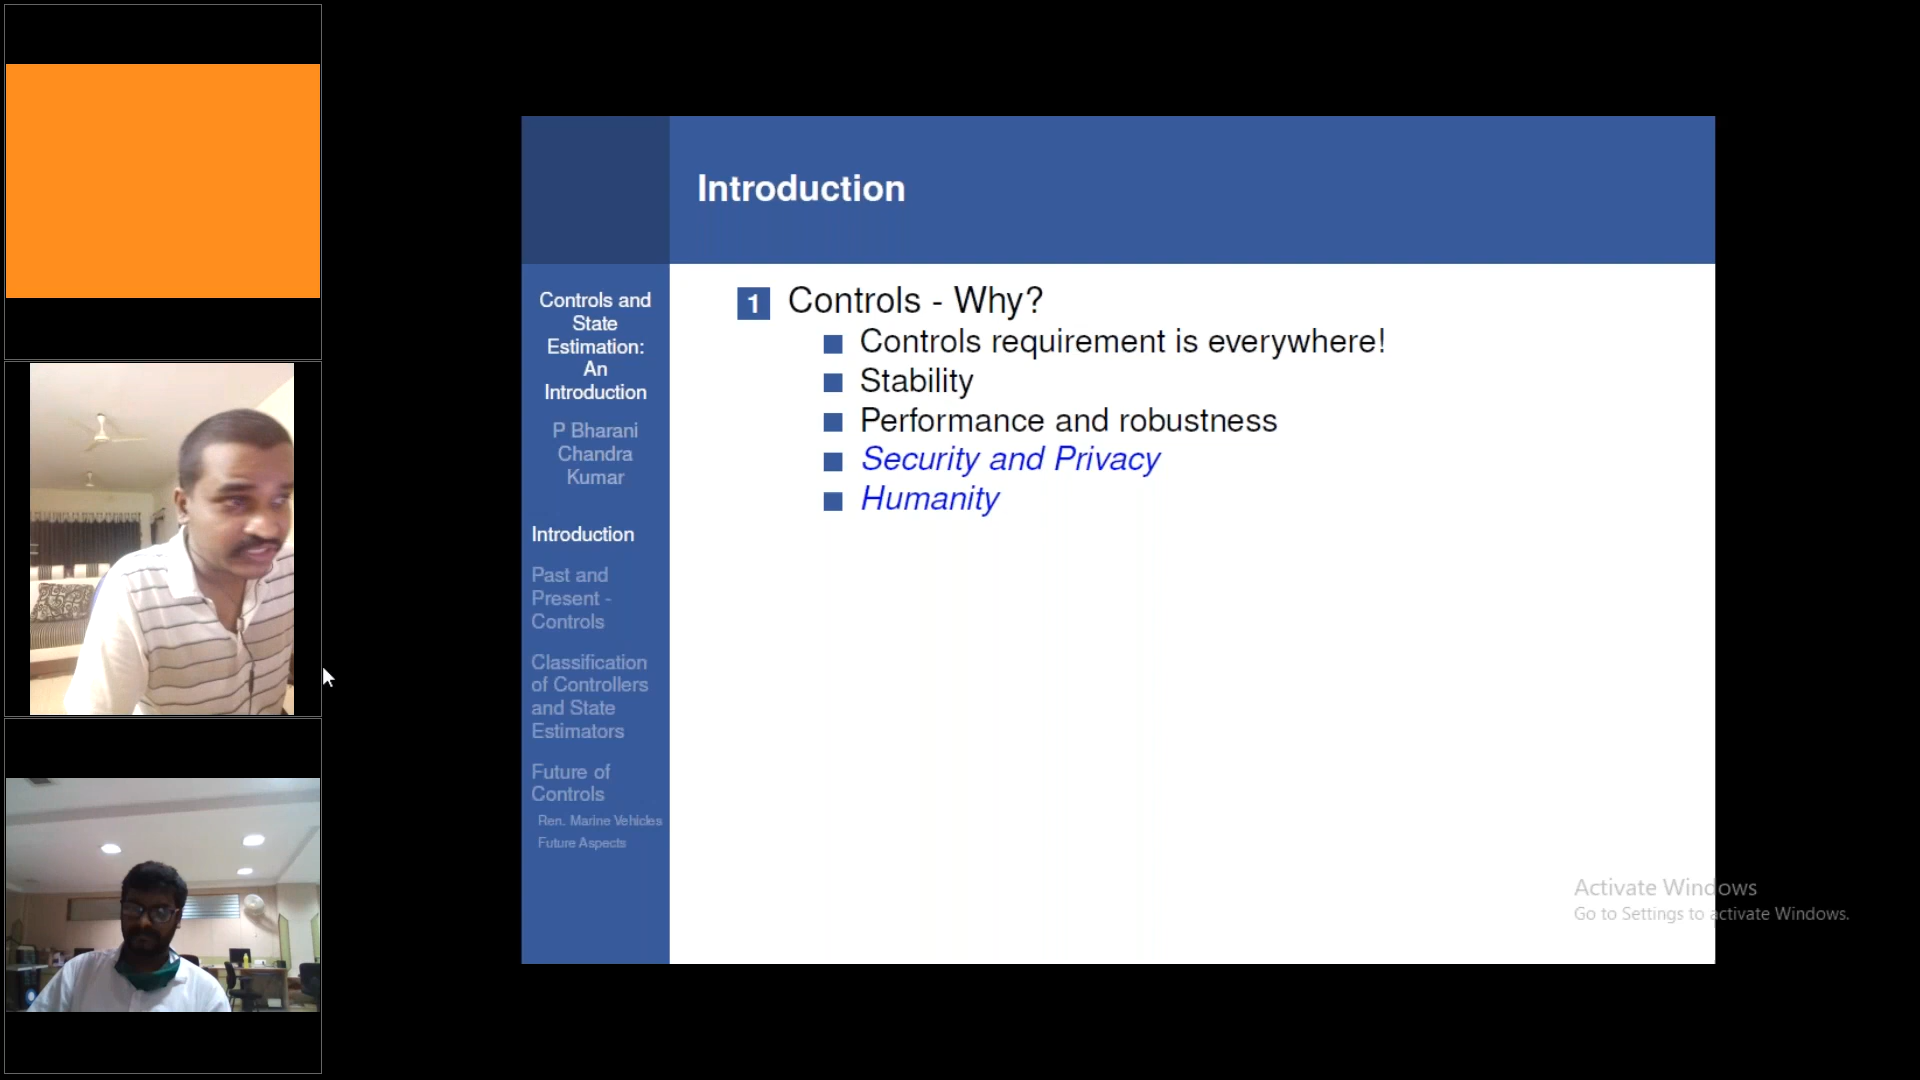 Introduction
Controls and
State
Estimation:
An
Introduction
P Bharani
Chandra
Kumar
Introduction
Past and
Present -
Controls
Classification
of Controllers
and State
Estimators
Future of
Controls
Ren. Marine Vehicles
Future Aspects
1 Controls - Why?
Controls requirement is everywhere!
Stability
Performance and robustness
Security and Privacy
Humanity
Activate Windows
Go to Settings to activate Windows.